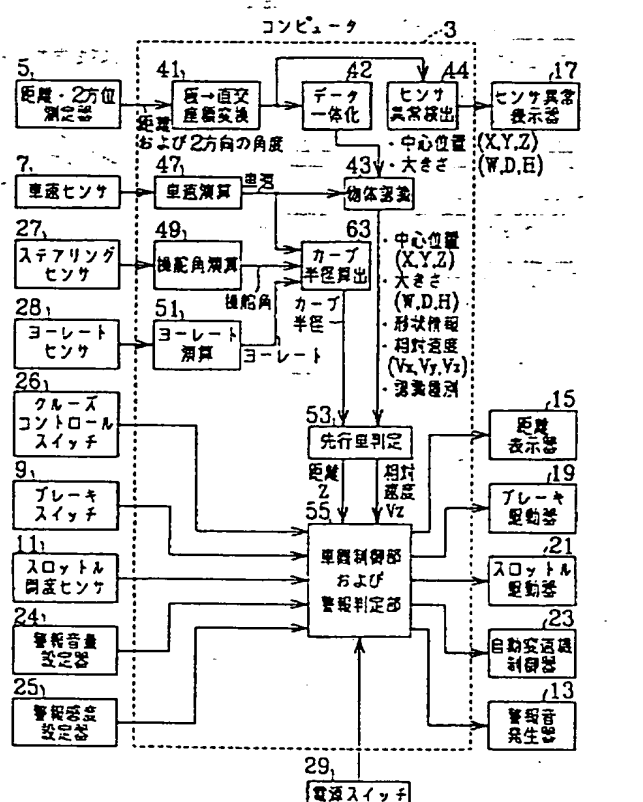 コンピュータ
3
5
距離・2方位
測定器
41
極→直交
座標変換
42
データ
一体化
44
センサ
異常検出
17
センサ異常
表示器
距離
および2方向の角度
・中心位置 (X,Y,Z)
・大きさ (W,D,H)
7
車速センサ
47
車速演算
車速
43
物体認識
27
ステアリング
センサ
49
操舵角演算
操舵角
63
カーブ
半径算出
・中心位置
(X,Y,Z)
・大きさ
(W,D,H)
・形状情報
・相対速度
(Vx,Vy,Vz)
・認識種別
カーブ
半径
28
ヨーレート
センサ
51
ヨーレート
演算
ヨーレート
26
クルーズ
コントロール
スイッチ
53
先行車判定
15
距離
表示器
距離
Z
相対
速度
Vz
9
ブレーキ
スイッチ
55
車間制御部
および
警報判定部
19
ブレーキ
駆動器
11
スロットル
開度センサ
21
スロットル
駆動器
24
警報音量
設定器
23
自動変速機
制御器
25
警報感度
設定器
13
警報音
発生器
29
電源スイッチ